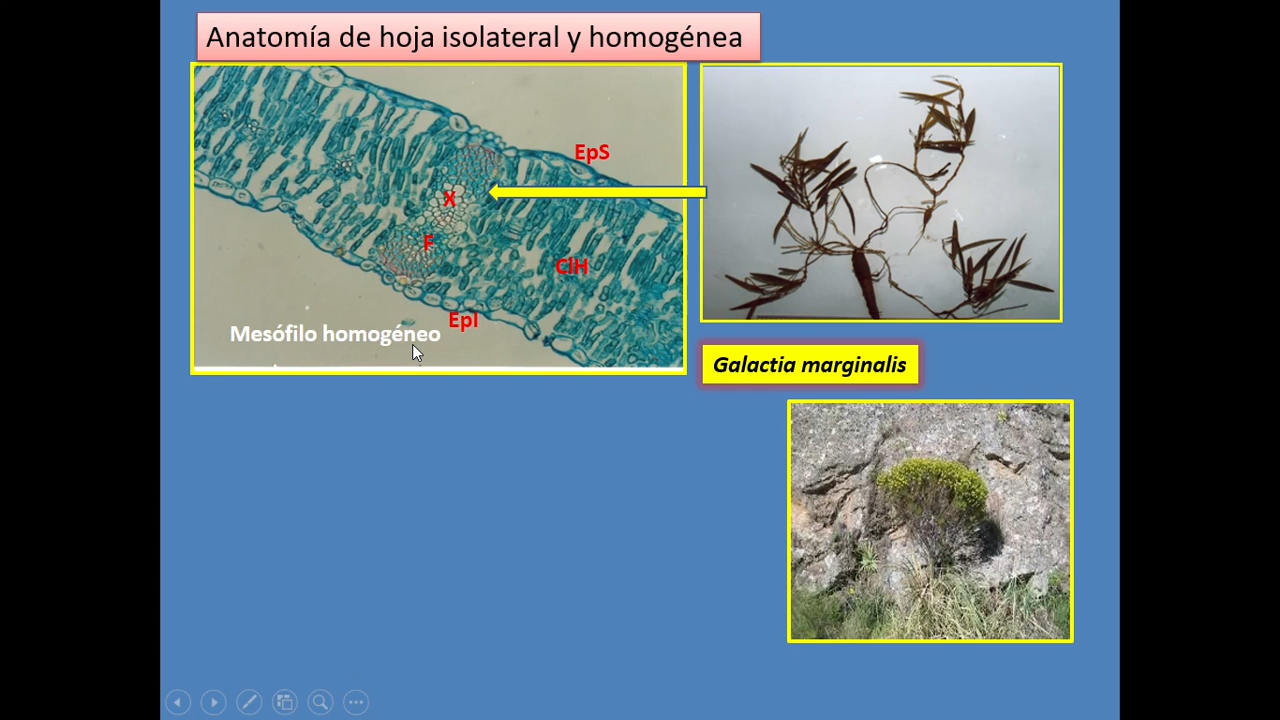 Anatomía de hoja isolateral y homogénea
EpS
X
F
ClH
EpI
Mesófilo homogéneo
Galactia marginalis